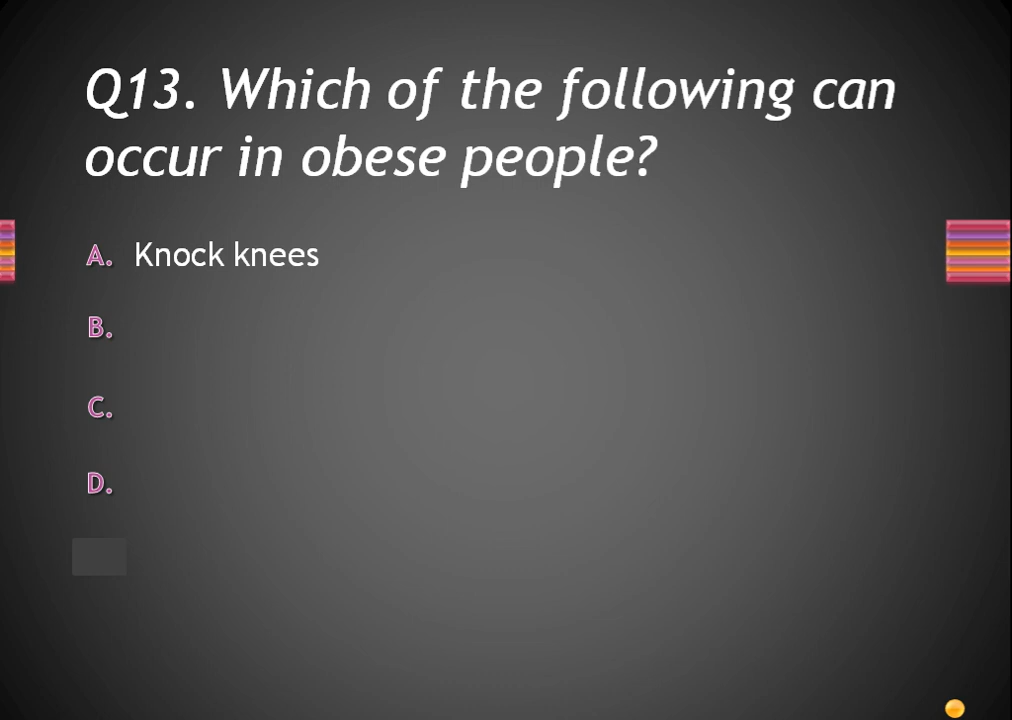 Q13. Which of the following can
occur in obese people?
A. Knock knees
B.
C.
D.